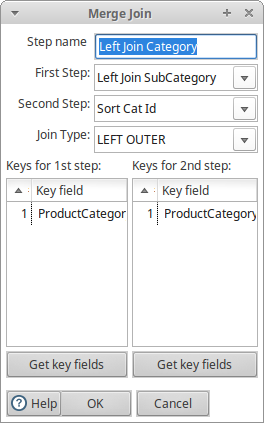 Merge Join
Step name Left Join Category
First Step: Left Join SubCategory
Second Step: Sort Cat Id
Join Type: LEFT OUTER
Keys for 1st step: Keys for 2nd step:
Key field Key field
1 ProductCategor 1 ProductCategory
Get key fields Get key fields
Help OK Cancel